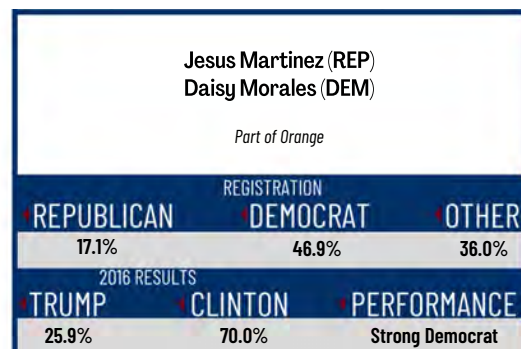 Jesus Martinez (REP)
Daisy Morales (DEM)
Part of Orange
REGISTRATION
REPUBLICAN DEMOCRAT OTHER
17.1% 46.9% 36.0%
2016 RESULTS
TRUMP CLINTON PERFORMANCE
25.9% 70.0% Strong Democrat